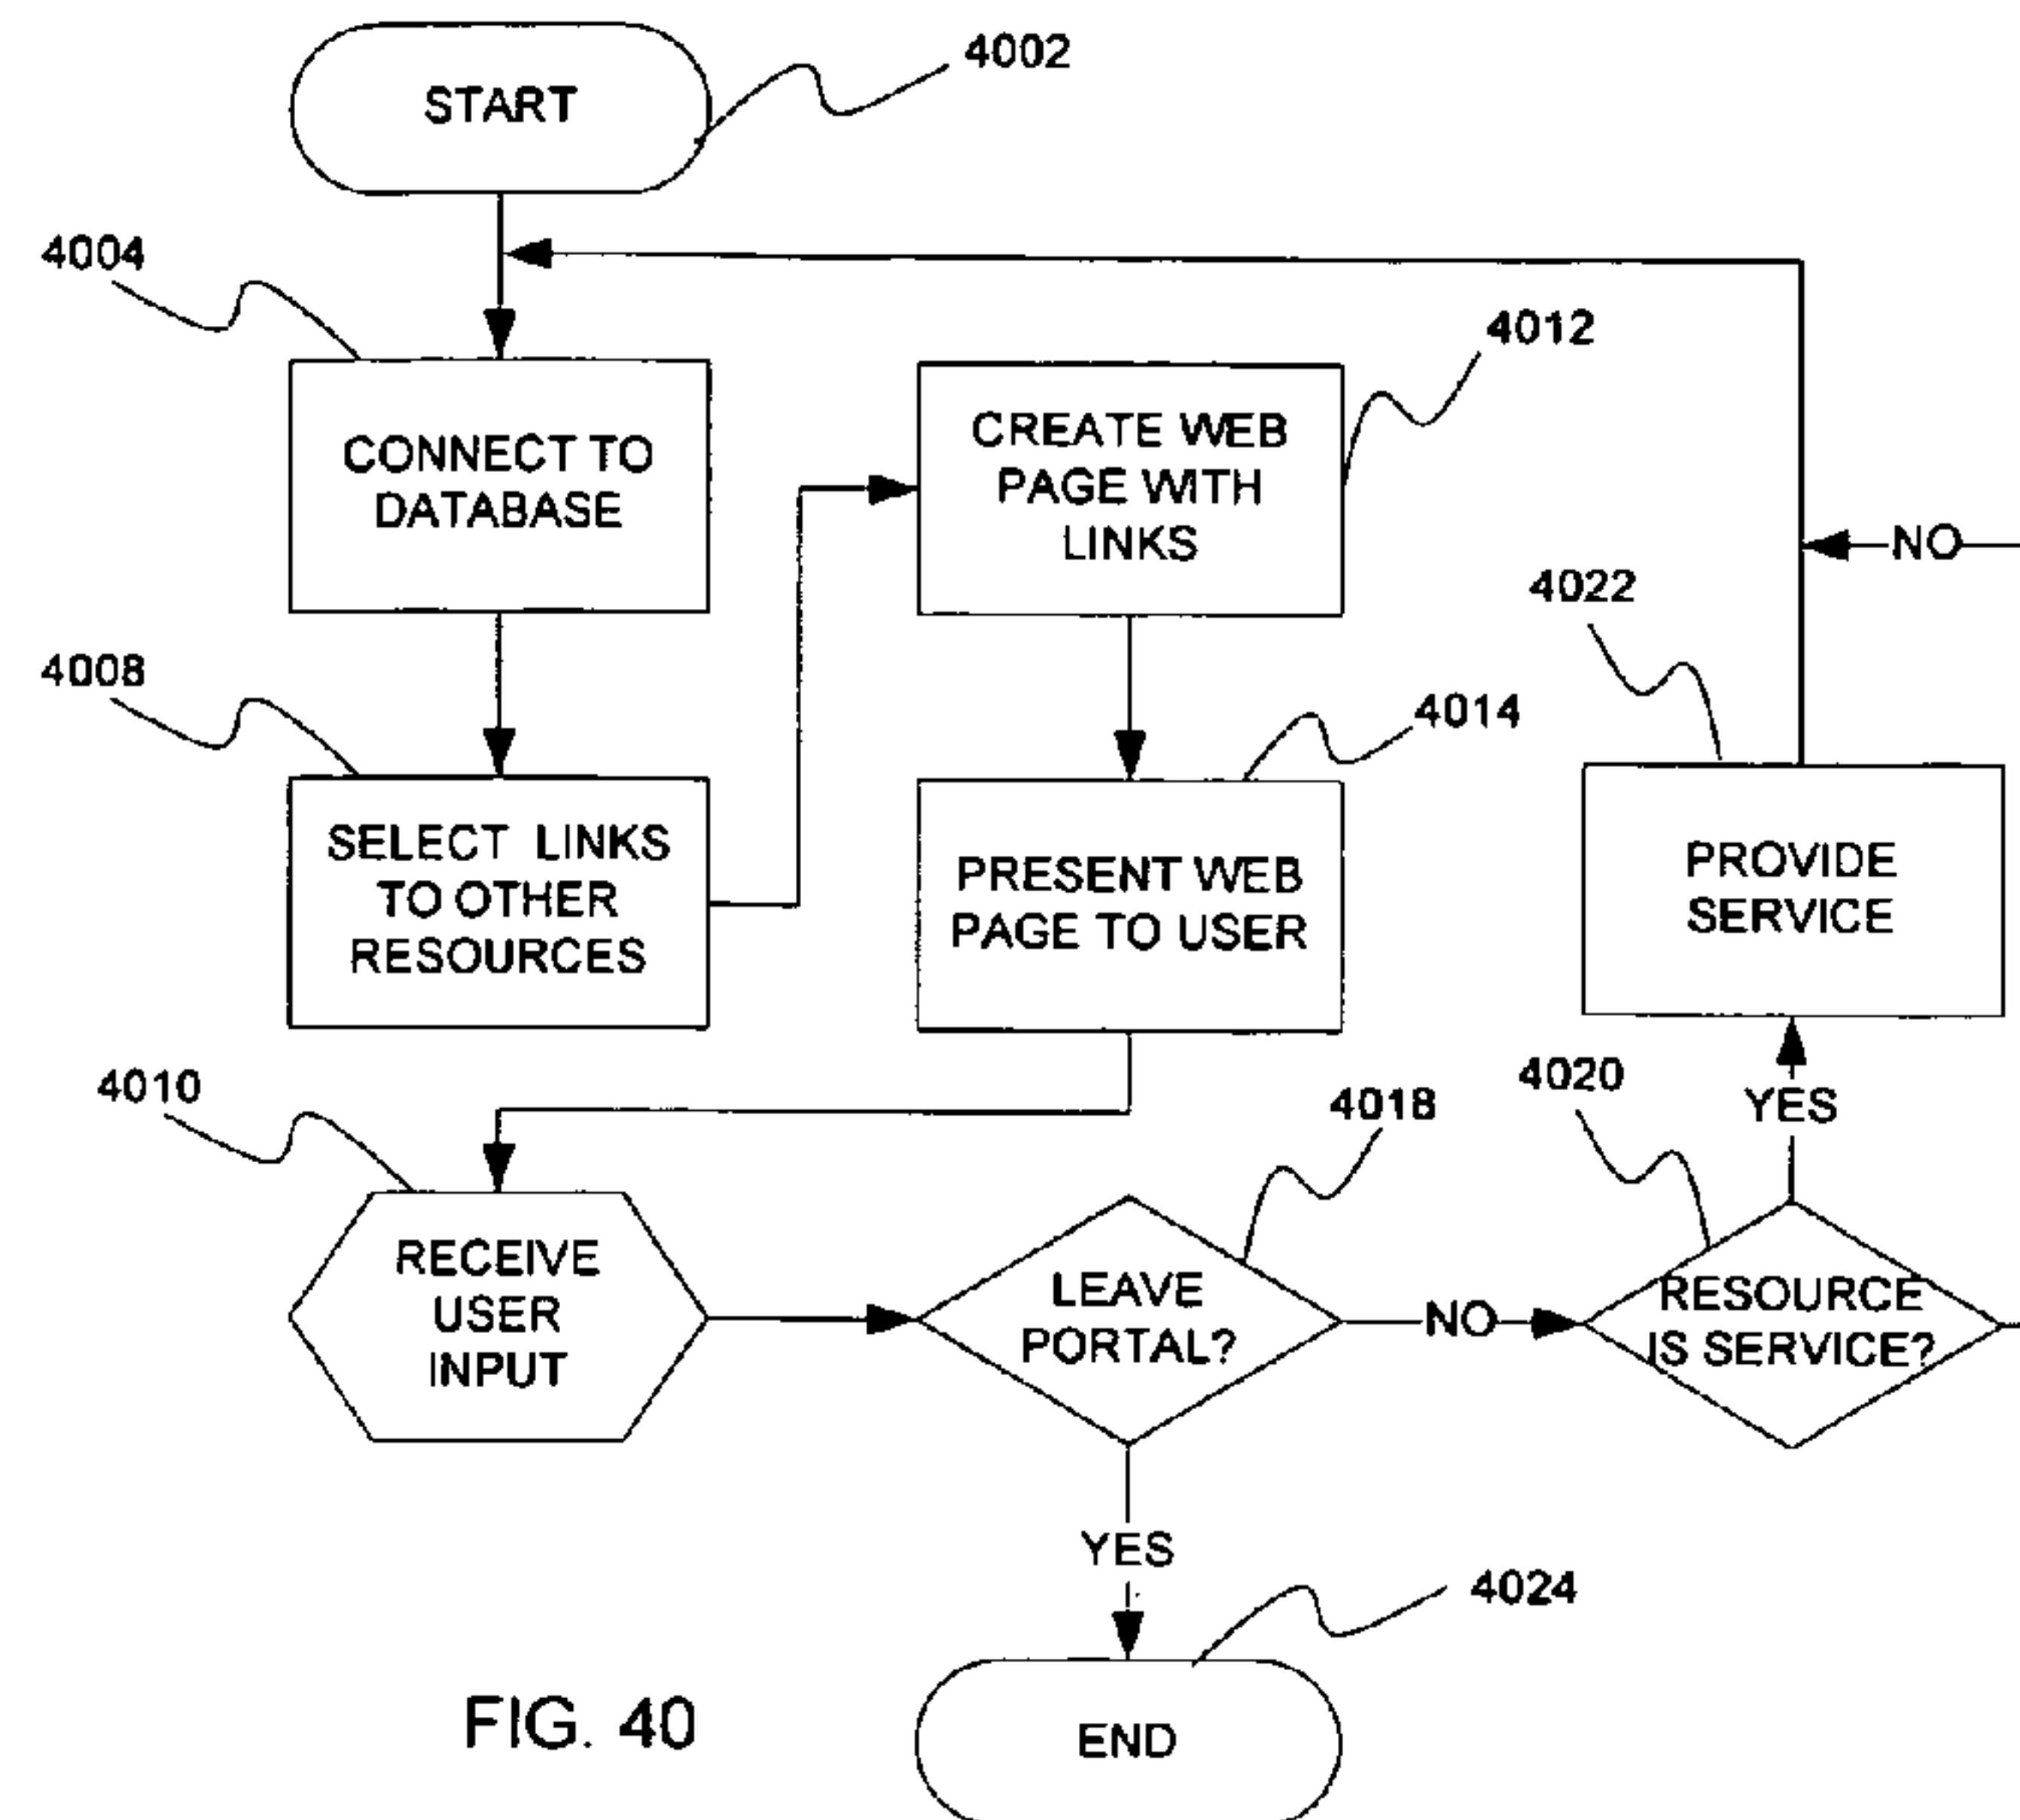 START
4002
4004
CONNECT TO
DATABASE
4012
CREATE WEB
PAGE WITH
LINKS
NO
4022
4008
SELECT LINKS
TO OTHER
RESOURCES
4014
PRESENT WEB
PAGE TO USER
PROVIDE
SERVICE
4010
RECEIVE
USER
INPUT
4018
LEAVE
PORTAL?
NO
4020
YES
RESOURCE
IS SERVICE?
YES
4024
END
FIG. 40